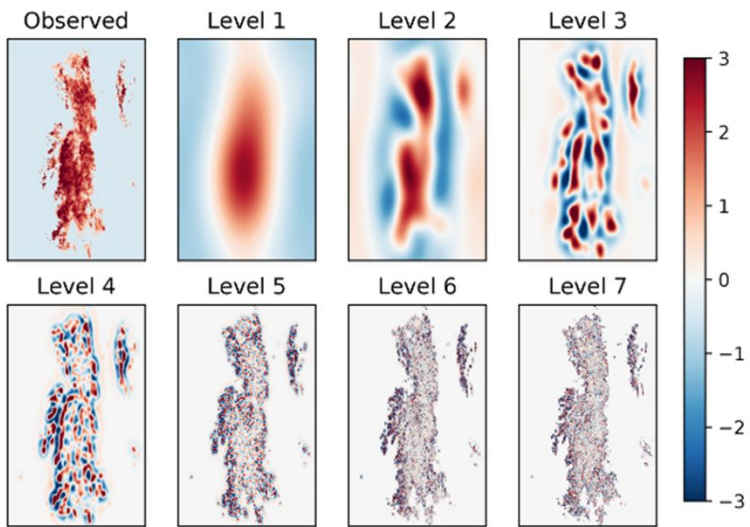 Observed
Level 1
Level 2
Level 3
Level 4
Level 5
Level 6
Level 7
3
2
1
0
−1
−2
−3